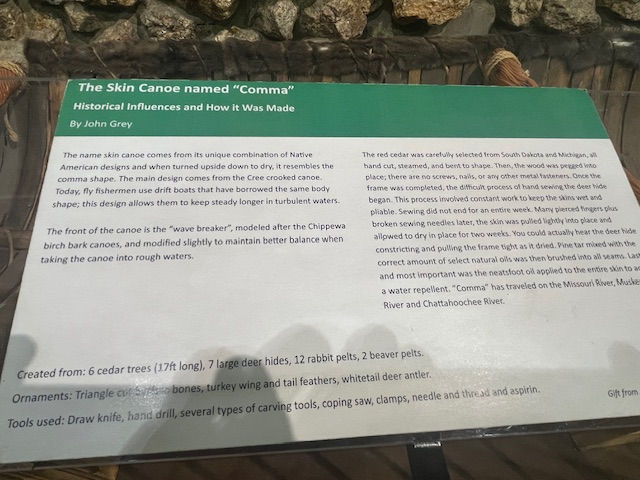 The Skin Canoe named "Comma"
Historical Influences and How it Was Made
By John Grey
The name skin canoe comes from its unique combination of Native
American designs and when turned upside down to dry, it resembles the
comma shape. The main design comes from the Cree crooked canoe.
Today, fly fishermen use drift boats that have borrowed the same body
shape; this design allows them to keep steady longer in turbulent waters.
The front of the canoe is the "wave breaker", modeled after the Chippewa
birch bark canoes, and modified slightly to maintain better balance when
taking the canoe into rough waters.
The red cedar was carefully selected from South Dakota and Michigan, all
hand cut, steamed, and bent to shape. Then, the wood was pegged into
place; there are no screws, nails, or any other metal fasteners. Once the
frame was completed, the difficult process of hand sewing the deer hide
began. This process involved constant work to keep the skins wet and
pliable. Sewing did not end for an entire week. Many pierced fingers plus
broken sewing needles later, the skin was pulled lightly into place and
allpowed to dry in place for two weeks. You could actually hear the deer hide
constricting and pulling the frame tight as it dried. Pine tar mixed with the
correct amount of select natural oils was then brushed into all seams. Last
and most important was the neatsfoot oil applied to the entire skin to
a water repellent. "Comma" has traveled on the Missouri River, Muske
River and Chattahoochee River.
Created from: 6 cedar trees (17ft long), 7 large deer hides, 12 rabbit pelts, 2 beaver pelts.
Ornaments: Triangle cut buffalo bones, turkey wing and tail feathers, whitetail deer antler.
Tools used: Draw knife, hand drill, several types of carving tools, coping saw, clamps, needle and thread and aspirin.
Gift from